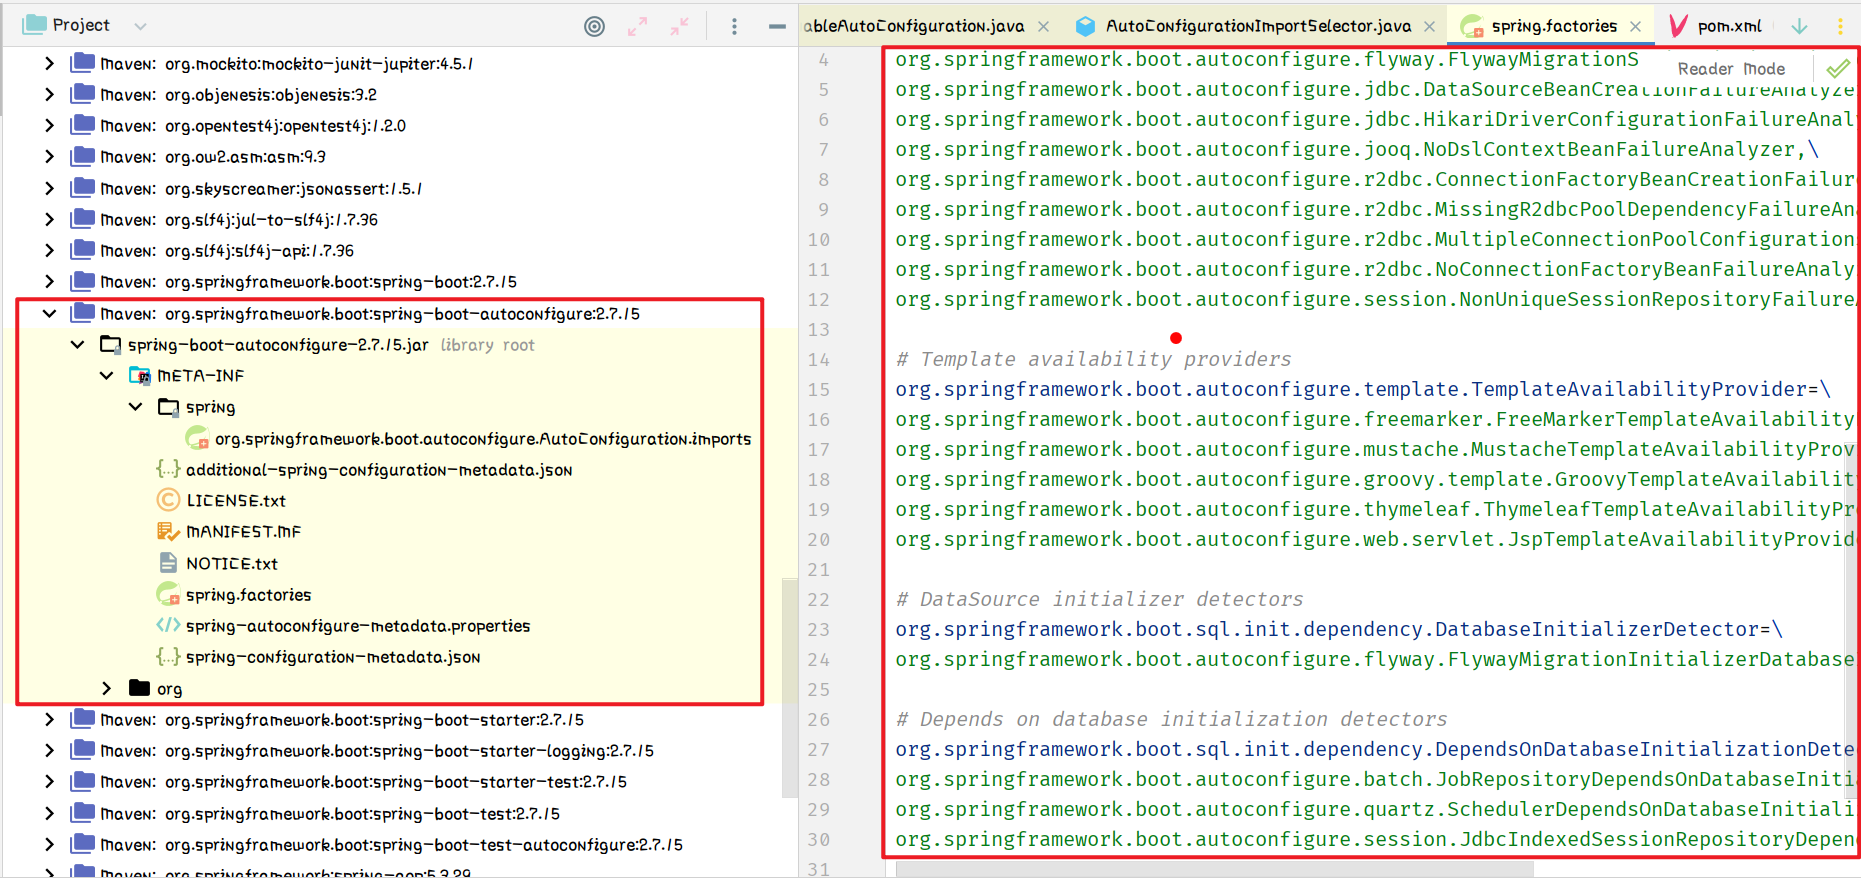 Project
Maven: org.mockito:mockito-junit-jupiter:4.5.1
Maven: org.objenesis:objenesis:3.2
Maven: org.opentest4j:opentest4j:1.2.0
Maven: org.ow2.asm:asm:9.3
Maven: org.skyscreamer:jsonassert:1.5.1
Maven: org.slf4j:jul-to-slf4j:1.7.36
Maven: org.slf4j:slf4j-api:1.7.36
Maven: org.springframework.boot:spring-boot:2.7.15
Maven: org.springframework.boot:spring-boot-autoconfigure:2.7.15
spring-boot-autoconfigure-2.7.15.jar library root
META-INF
spring
org.springframework.boot.autoconfigure.AutoConfiguration.imports
additional-spring-configuration-metadata.json
LICENSE.txt
MANIFEST.MF
NOTICE.txt
spring.factories
spring-autoconfigure-metadata.properties
spring-configuration-metadata.json
org
Maven: org.springframework.boot:spring-boot-starter:2.7.15
Maven: org.springframework.boot:spring-boot-starter-logging:2.7.15
Maven: org.springframework.boot:spring-boot-starter-test:2.7.15
Maven: org.springframework.boot:spring-boot-test:2.7.15
Maven: org.springframework.boot:spring-boot-test-autoconfigure:2.7.15
Maven: org.springframework:spring-aop:5.3.29
ableAutoConfiguration.java AutoConfigurationImportSelector.java spring.factories pom.xml
Reader Mode
4 org.springframework.boot.autoconfigure.flyway.FlywayMigrationS
5 org.springframework.boot.autoconfigure.jdbc.DataSourceBeanCreationFailureAnalyze
6 org.springframework.boot.autoconfigure.jdbc.HikariDriverConfigurationFailureAnal
7 org.springframework.boot.autoconfigure.jooq.NoDslContextBeanFailureAnalyzer,\
8 org.springframework.boot.autoconfigure.r2dbc.ConnectionFactoryBeanCreationFailur
9 org.springframework.boot.autoconfigure.r2dbc.MissingR2dbcPoolDependencyFailureAn
10 org.springframework.boot.autoconfigure.r2dbc.MultipleConnectionPoolConfigurations
11 org.springframework.boot.autoconfigure.r2dbc.NoConnectionFactoryBeanFailureAnaly
12 org.springframework.boot.autoconfigure.session.NonUniqueSessionRepositoryFailureA
13
14 # Template availability providers
15 org.springframework.boot.autoconfigure.template.TemplateAvailabilityProvider=\
16 org.springframework.boot.autoconfigure.freemarker.FreeMarkerTemplateAvailability
17 org.springframework.boot.autoconfigure.mustache.MustacheTemplateAvailabilityProv
18 org.springframework.boot.autoconfigure.groovy.template.GroovyTemplateAvailabilit
19 org.springframework.boot.autoconfigure.thymeleaf.ThymeleafTemplateAvailabilityPr
20 org.springframework.boot.autoconfigure.web.servlet.JspTemplateAvailabilityProvid
21
22 # DataSource initializer detectors
23 org.springframework.boot.sql.init.dependency.DatabaseInitializerDetector=\
24 org.springframework.boot.autoconfigure.flyway.FlywayMigrationInitializerDatabase
25
26 # Depends on database initialization detectors
27 org.springframework.boot.sql.init.dependency.DependsOnDatabaseInitializationDete
28 org.springframework.boot.autoconfigure.batch.JobRepositoryDependsOnDatabaseIniti
29 org.springframework.boot.autoconfigure.quartz.SchedulerDependsOnDatabaseInitiali
30 org.springframework.boot.autoconfigure.session.JdbcIndexedSessionRepositoryDepen
31